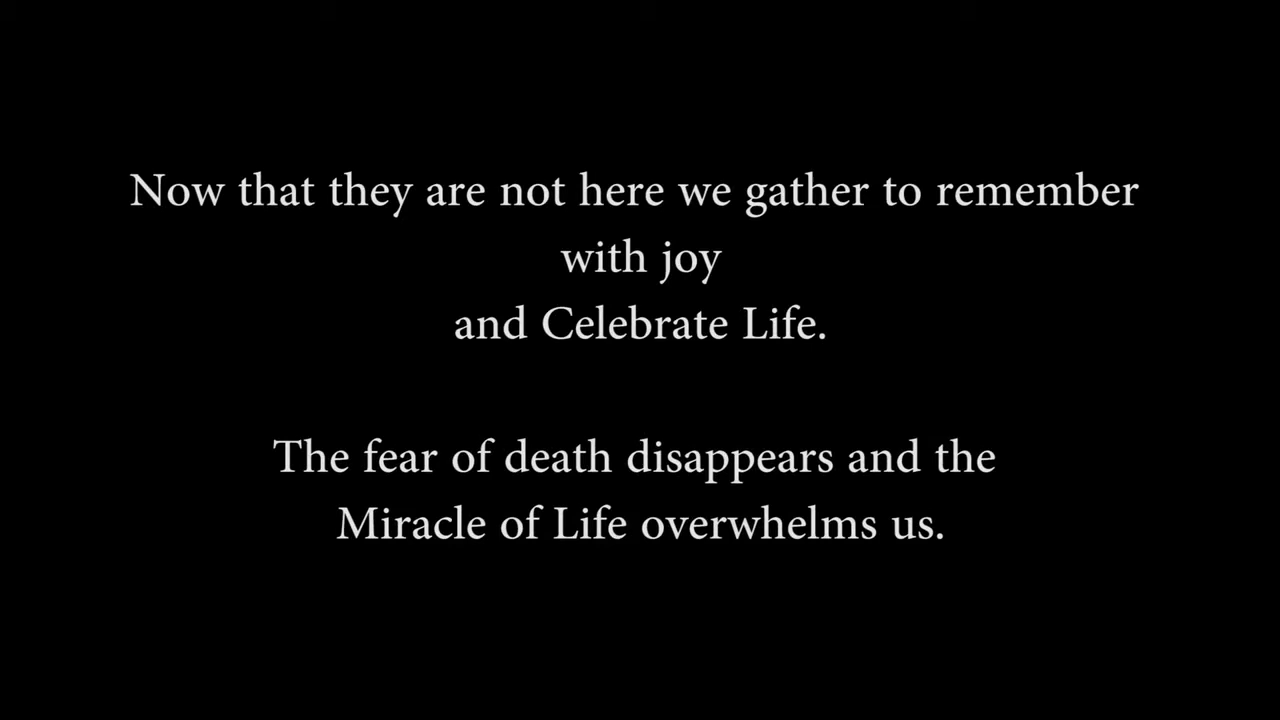 Now that they are not here we gather to remember
with joy
and Celebrate Life.
The fear of death disappears and the
Miracle of Life overwhelms us.